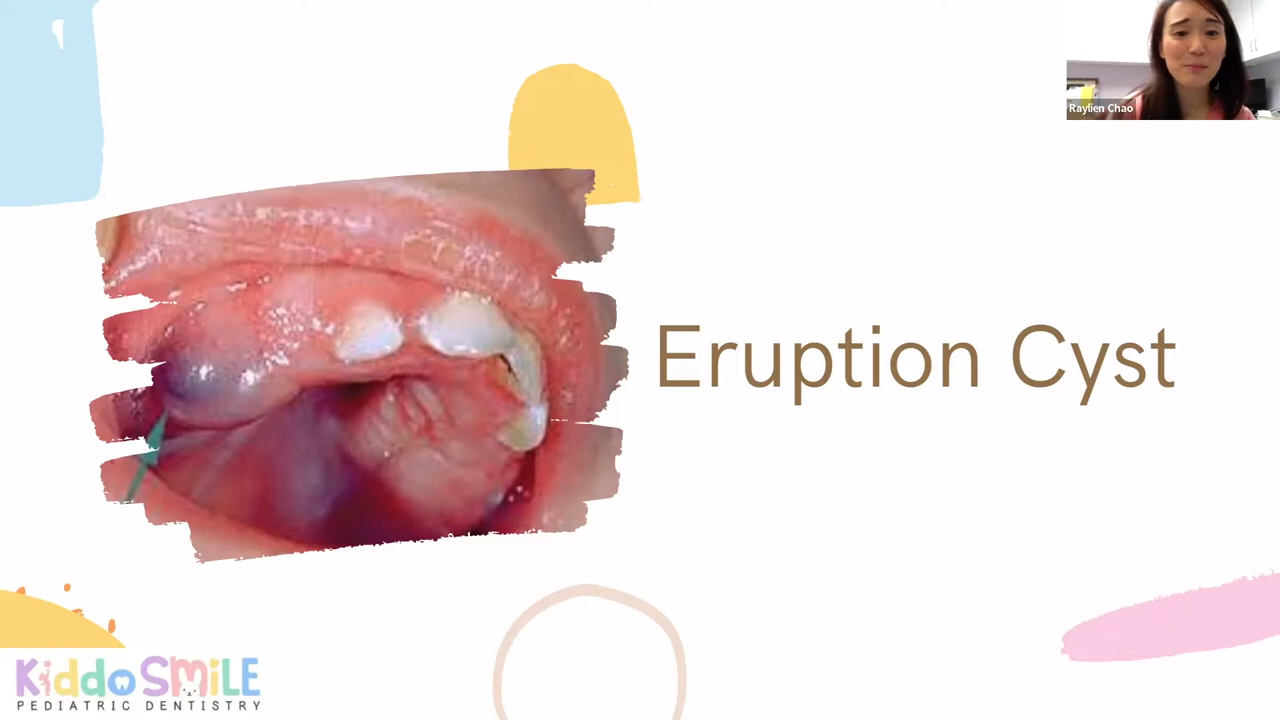 Raylien Chao
Eruption Cyst
KiddoSMiLE
PEDIATRIC DENTISTRY